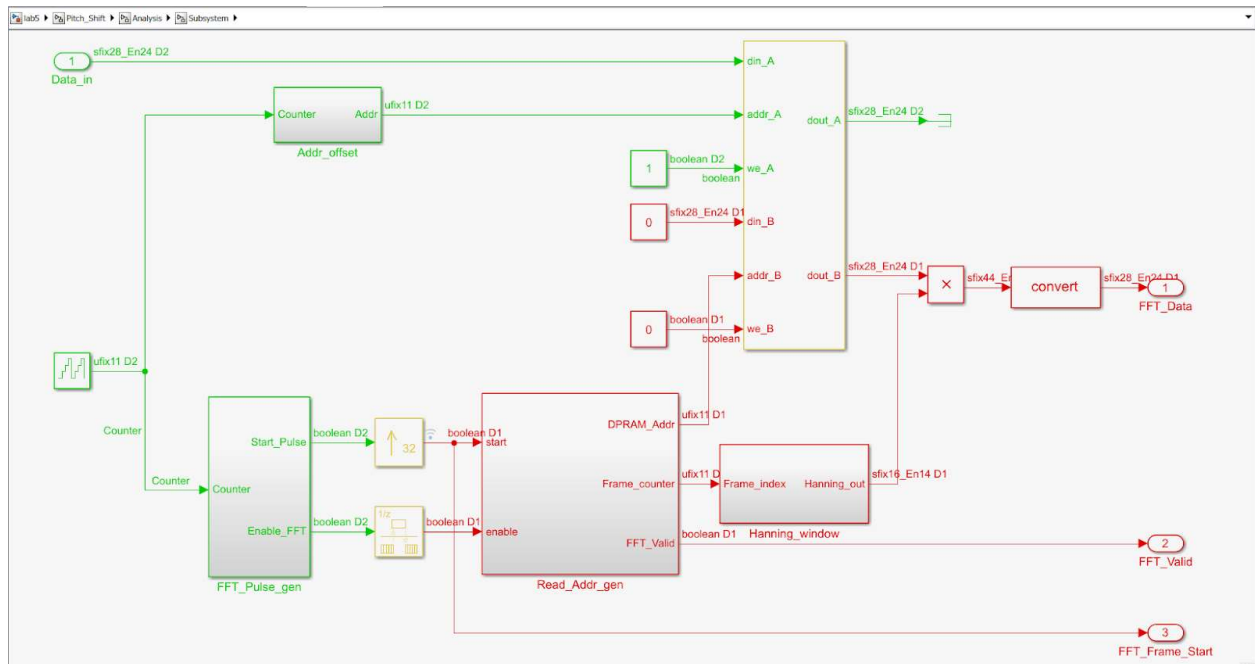 lab5 Pitch_Shift Analysis Subsystem
sfix28_En24 D2
1
Data_in
din_A
Counter Addr
ufix11 D2
Addr_offset
addr_A
dout_A
sfix28_En24 D2
1
boolean D2
boolean
we_A
0
sfix28_En24 D1
din_B
addr_B
dout_B
sfix28_En24 D1
×
sfix44_En
convert
sfix28_En24 D1
1
FFT_Data
0
boolean D1
boolean
we_B
ufix11 D2
Counter
Counter
Counter
Start_Pulse
Enable_FFT
FFT_Pulse_gen
boolean D2
32
boolean D1
start
boolean D2
1/z
boolean D1
enable
DPRAM_Addr
ufix11 D1
Frame_counter
ufix11 D
FFT_Valid
boolean D1
Read_Addr_gen
Frame_index Hanning_out
sfix16_En14 D1
Hanning_window
2
FFT_Valid
3
FFT_Frame_Start